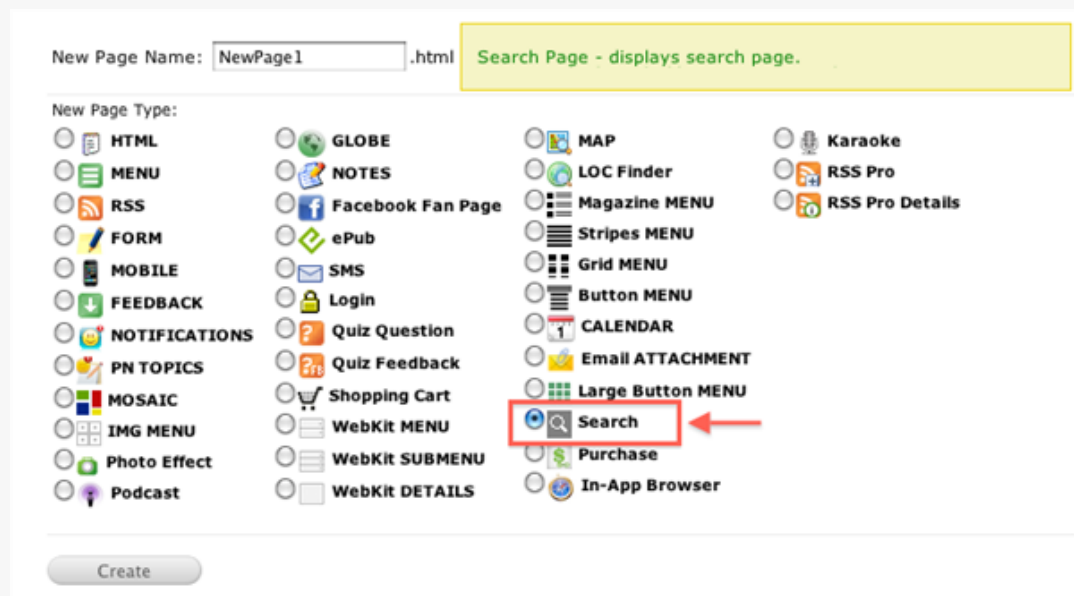 New Page Name: NewPage1 .html Search Page - displays search page.
New Page Type:
HTML
MENU
RSS
FORM
MOBILE
FEEDBACK
NOTIFICATIONS
PN TOPICS
MOSAIC
IMG MENU
Photo Effect
Podcast
GLOBE
NOTES
Facebook Fan Page
ePub
SMS
Login
Quiz Question
Quiz Feedback
Shopping Cart
WebKit MENU
WebKit SUBMENU
WebKit DETAILS
MAP
LOC Finder
Magazine MENU
Stripes MENU
Grid MENU
Button MENU
CALENDAR
Email ATTACHMENT
Large Button MENU
Search
Purchase
In-App Browser
Karaoke
RSS Pro
RSS Pro Details
Create